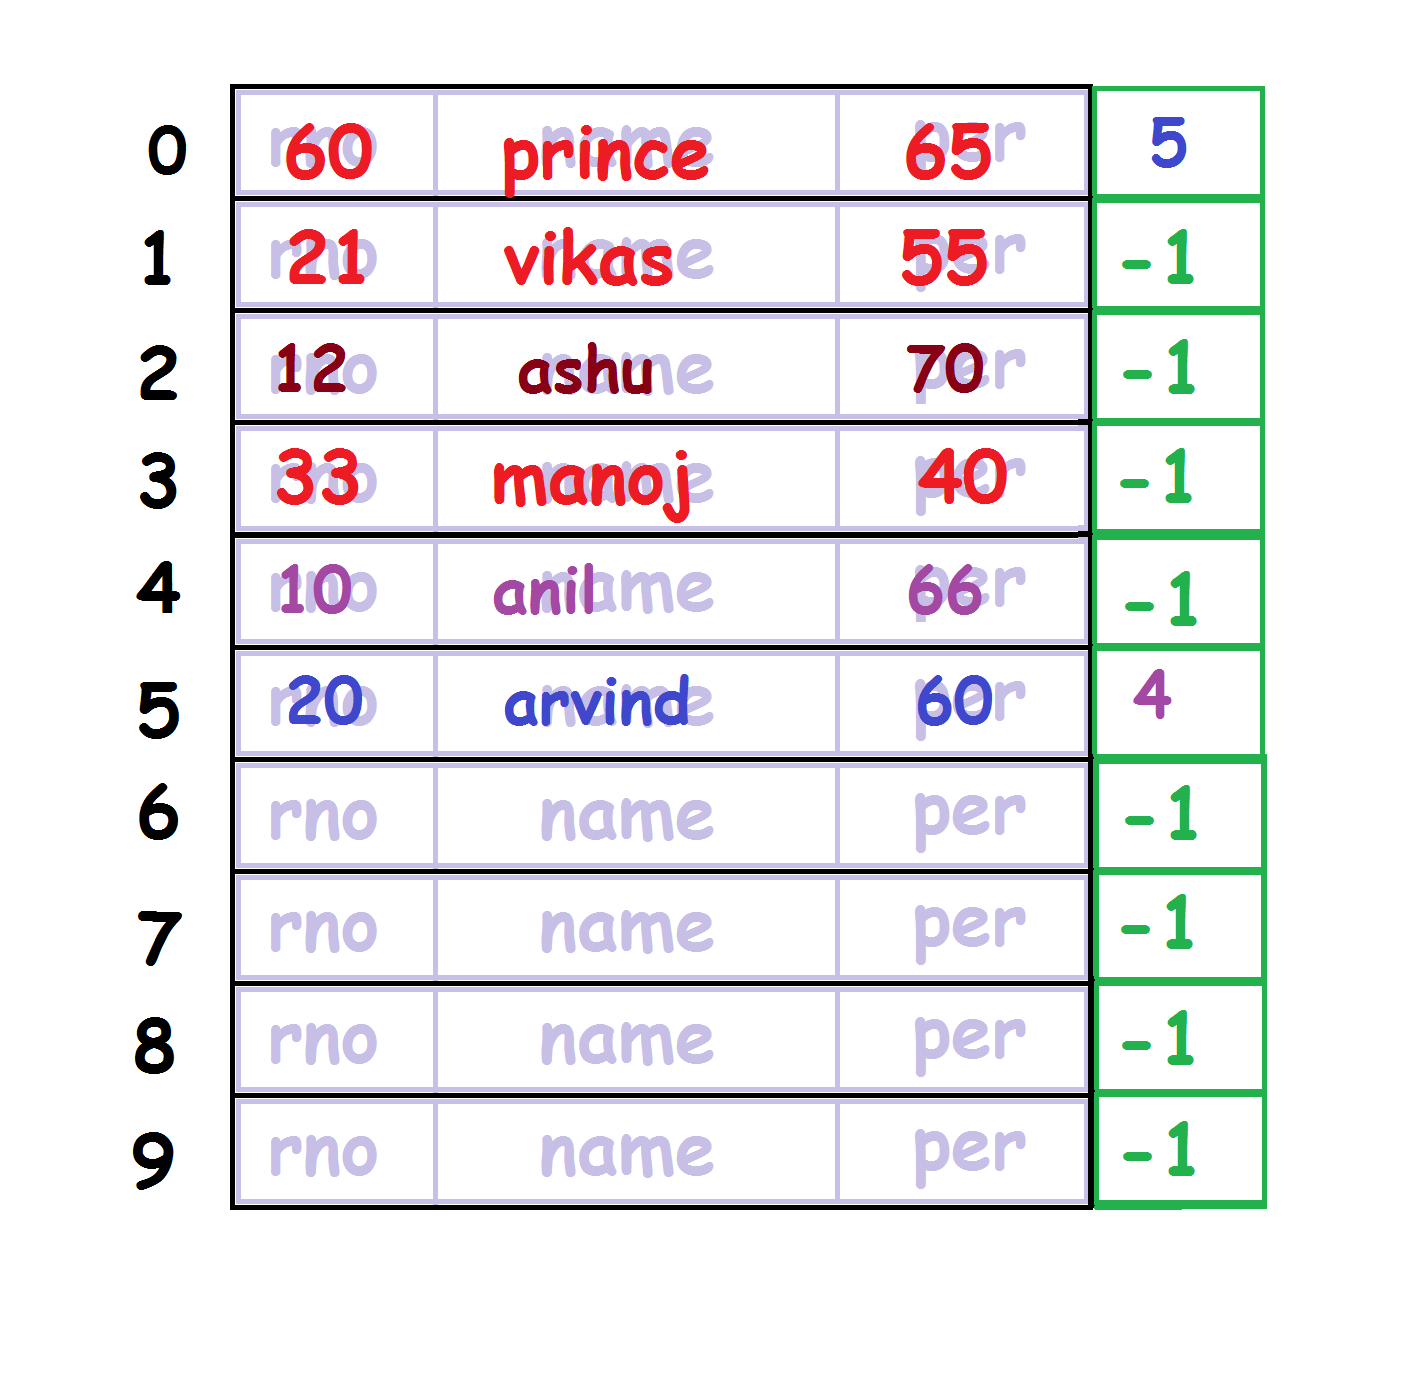 0 60 prince 65 5
1 21 vikas 55 -1
2 12 ashu 70 -1
3 33 manoj 40 -1
4 10 anil 66 -1
5 20 arvind 60 4
6 rno name per -1
7 rno name per -1
8 rno name per -1
9 rno name per -1